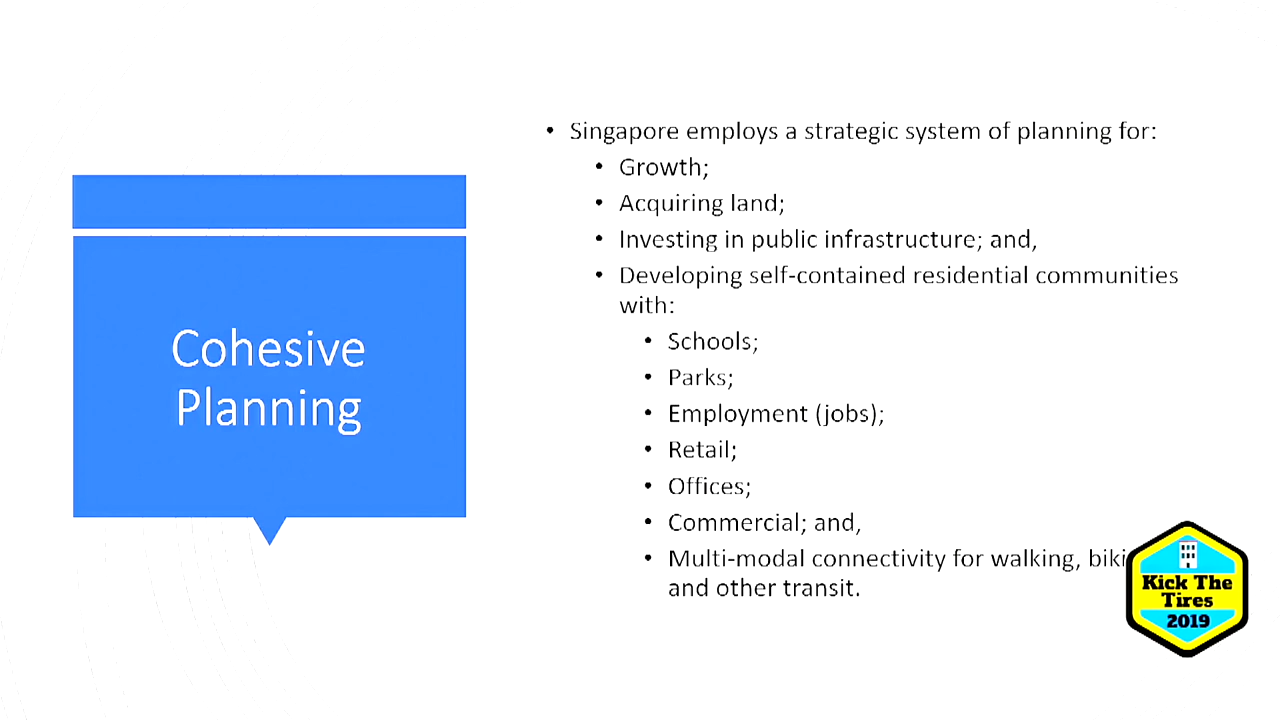 Cohesive
Planning
• Singapore employs a strategic system of planning for:
• Growth;
• Acquiring land;
• Investing in public infrastructure; and,
• Developing self-contained residential communities
with:
• Schools;
• Parks;
• Employment (jobs);
• Retail;
• Offices;
• Commercial; and,
• Multi-modal connectivity for walking,
and other transit.
Kick The
Tires
2019